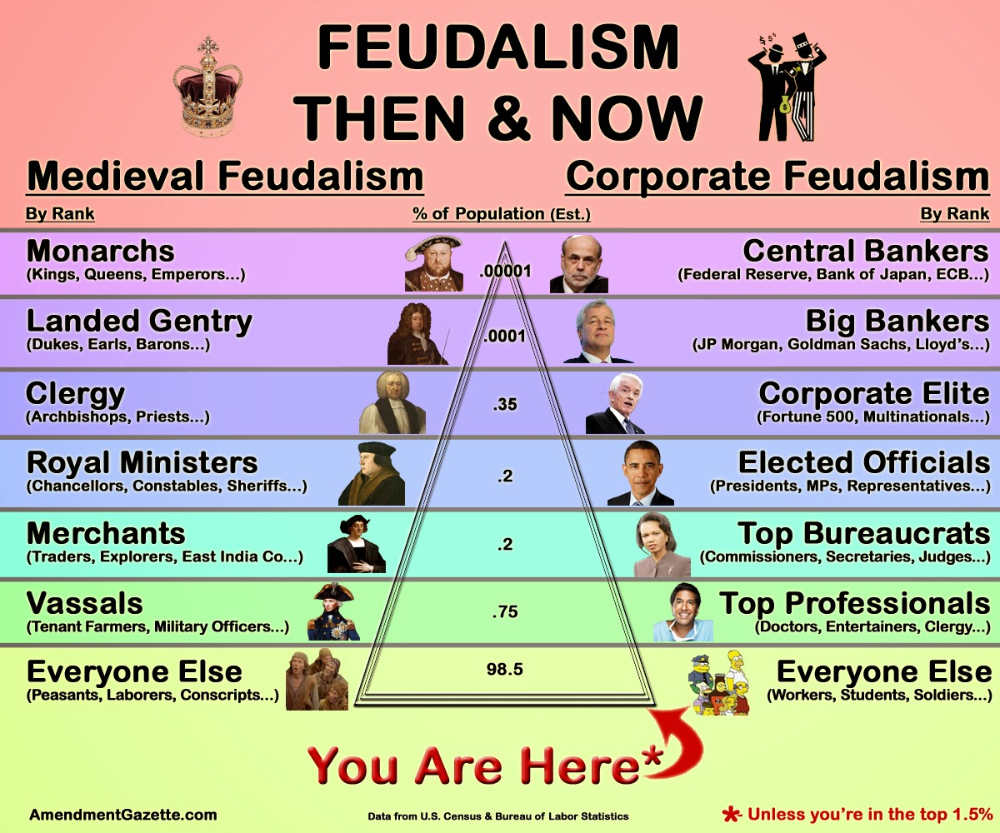 FEUDALISM
THEN & NOW
Medieval Feudalism
Corporate Feudalism
By Rank
% of Population (Est.)
By Rank
Monarchs
(Kings, Queens, Emperors...)
.00001
Central Bankers
(Federal Reserve, Bank of Japan, ECB...)
Landed Gentry
(Dukes, Earls, Barons...)
.0001
Big Bankers
(JP Morgan, Goldman Sachs, Lloyd's...)
Clergy
(Archbishops, Priests...)
.35
Corporate Elite
(Fortune 500, Multinationals...)
Royal Ministers
(Chancellors, Constables, Sheriffs...)
.2
Elected Officials
(Presidents, MPs, Representatives...)
Merchants
(Traders, Explorers, East India Co...)
.2
Top Bureaucrats
(Commissioners, Secretaries, Judges...)
Vassals
(Tenant Farmers, Military Officers...)
.75
Top Professionals
(Doctors, Entertainers, Clergy...)
Everyone Else
(Peasants, Laborers, Conscripts...)
98.5
Everyone Else
(Workers, Students, Soldiers...)
You Are Here*
AmendmentGazette.com
Data from U.S. Census & Bureau of Labor Statistics
* - Unless you're in the top 1.5%